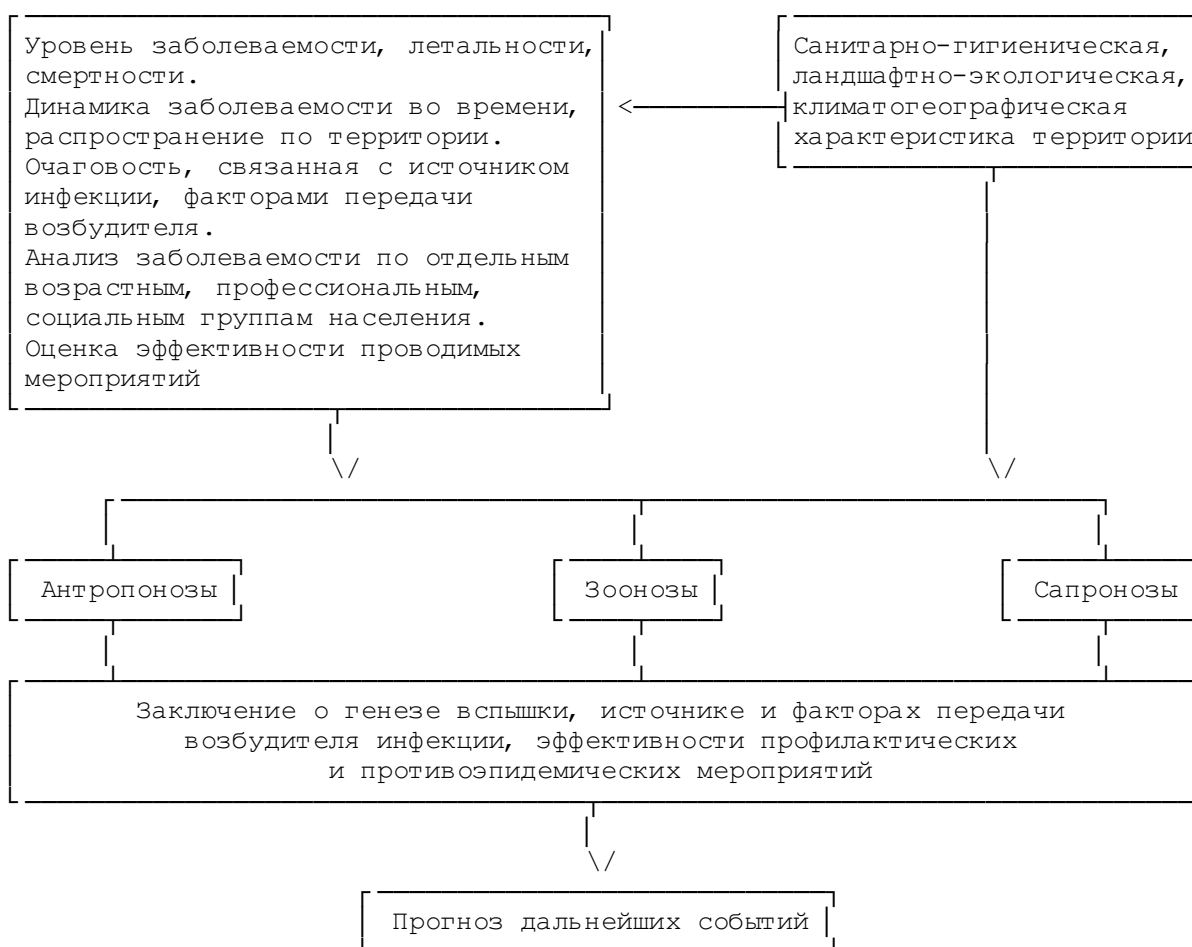 Уровень заболеваемости, летальности,
смертности.
Динамика заболеваемости во времени,
распространение по территории.
Очаговость, связанная с источником
инфекции, факторами передачи
возбудителя.
Анализ заболеваемости по отдельным
возрастным, профессиональным,
социальным группам населения.
Оценка эффективности проводимых
мероприятий
Санитарно-гигиеническая,
ландшафтно-экологическая,
климатогеографическая
характеристика территории
Антропонозы
Зоонозы
Сапронозы
Заключение о генезе вспышки, источнике и факторах передачи
возбудителя инфекции, эффективности профилактических
и противоэпидемических мероприятий
Прогноз дальнейших событий